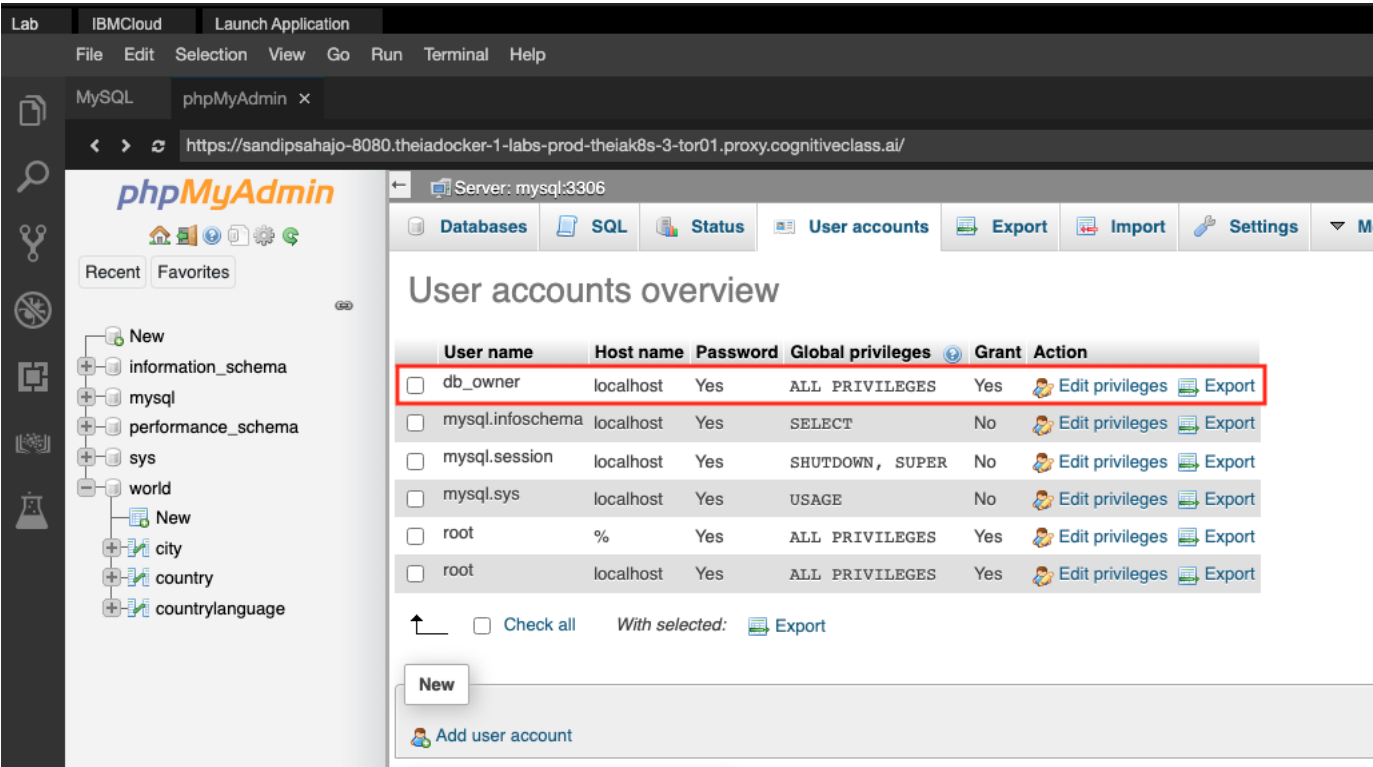 Lab IBMCloud Launch Application
File Edit Selection View Go Run Terminal Help
MySQL phpMyAdmin ×
https://sandipsahajo-8080.theiadocker-1-labs-prod-theiak8s-3-tor01.proxy.cognitiveclass.ai/
phpMyAdmin
Recent Favorites
New
information_schema
mysql
performance_schema
sys
world
New
city
country
countrylanguage
Server: mysql:3306
Databases SQL Status User accounts Export Import Settings M
User accounts overview
User name Host name Password Global privileges Grant Action
db_owner localhost Yes ALL PRIVILEGES Yes Edit privileges Export
mysql.infoschema localhost Yes SELECT No Edit privileges Export
mysql.session localhost Yes SHUTDOWN, SUPER No Edit privileges Export
mysql.sys localhost Yes USAGE No Edit privileges Export
root % Yes ALL PRIVILEGES Yes Edit privileges Export
root localhost Yes ALL PRIVILEGES Yes Edit privileges Export
Check all With selected: Export
New
Add user account